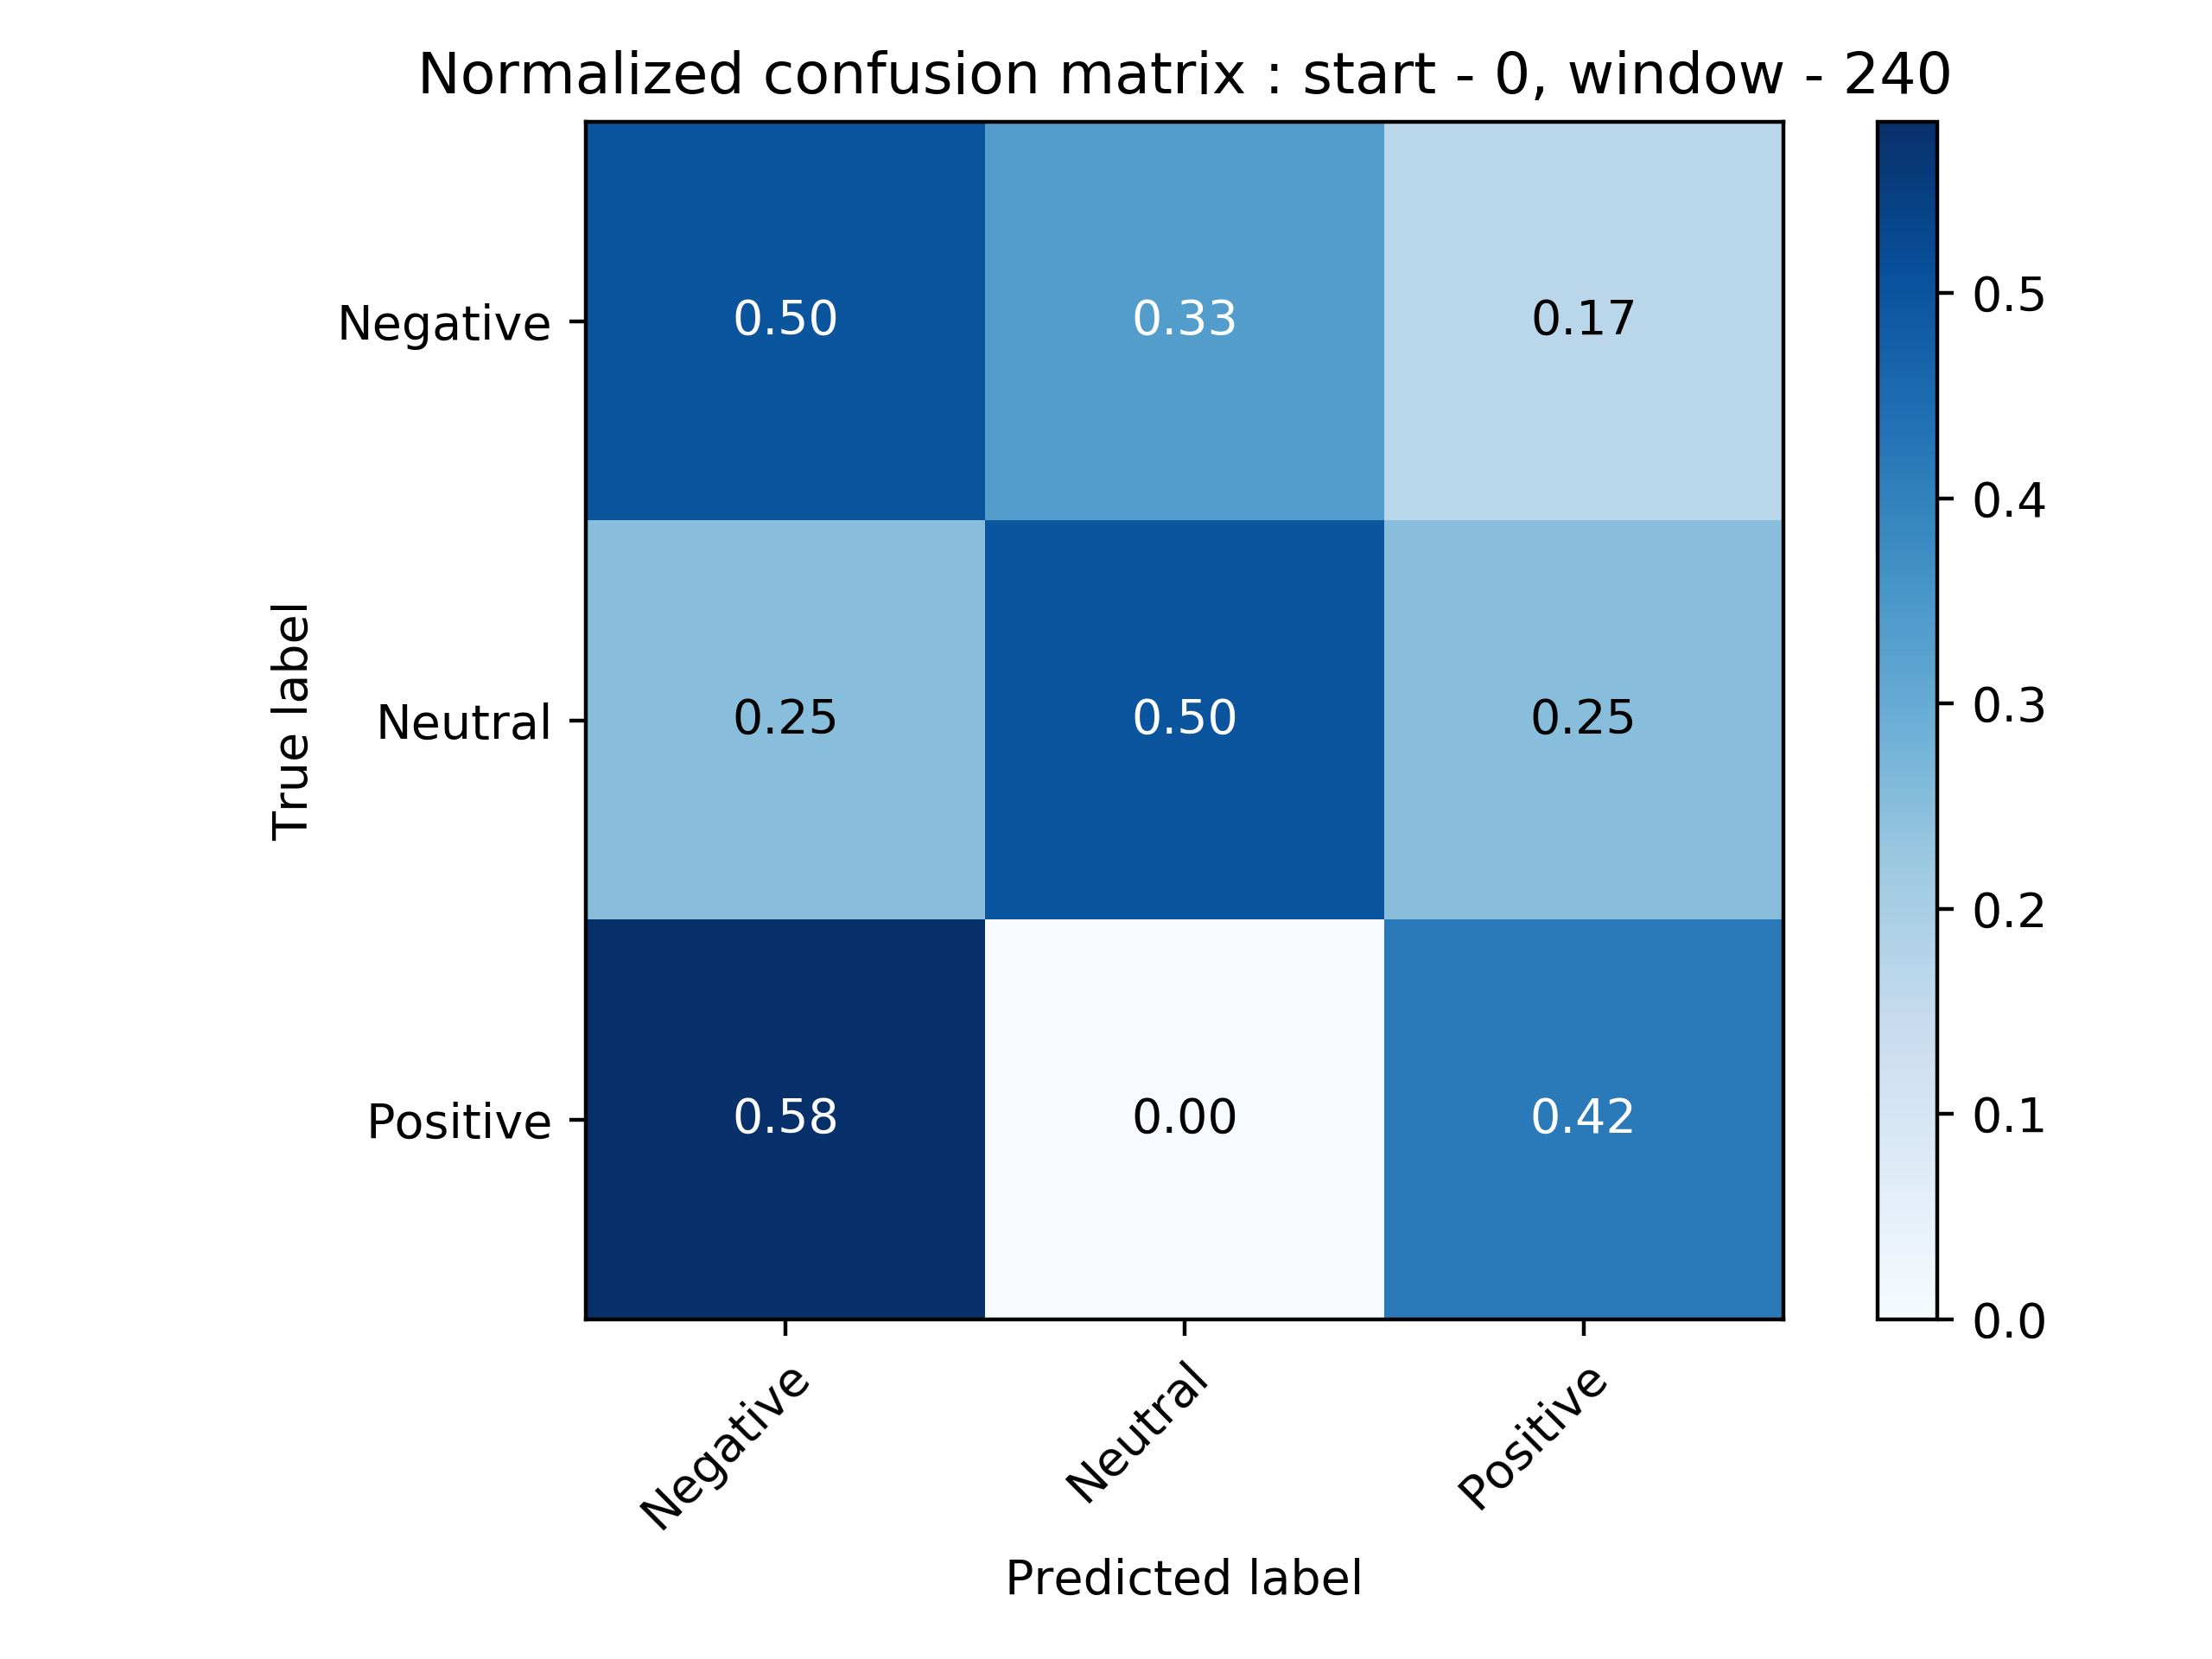 Normalized confusion matrix : start - 0, window - 240
True label
Negative 0.50 0.33 0.17
Neutral 0.25 0.50 0.25
Positive 0.58 0.00 0.42
Negative Neutral Positive
Predicted label
0.5
0.4
0.3
0.2
0.1
0.0